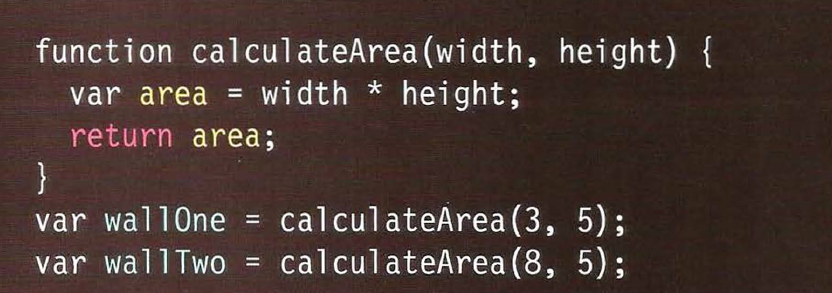 function calculateArea(width, height) {
  var area = width * height;
  return area;
}
var wallOne = calculateArea(3, 5);
var wallTwo = calculateArea(8, 5);